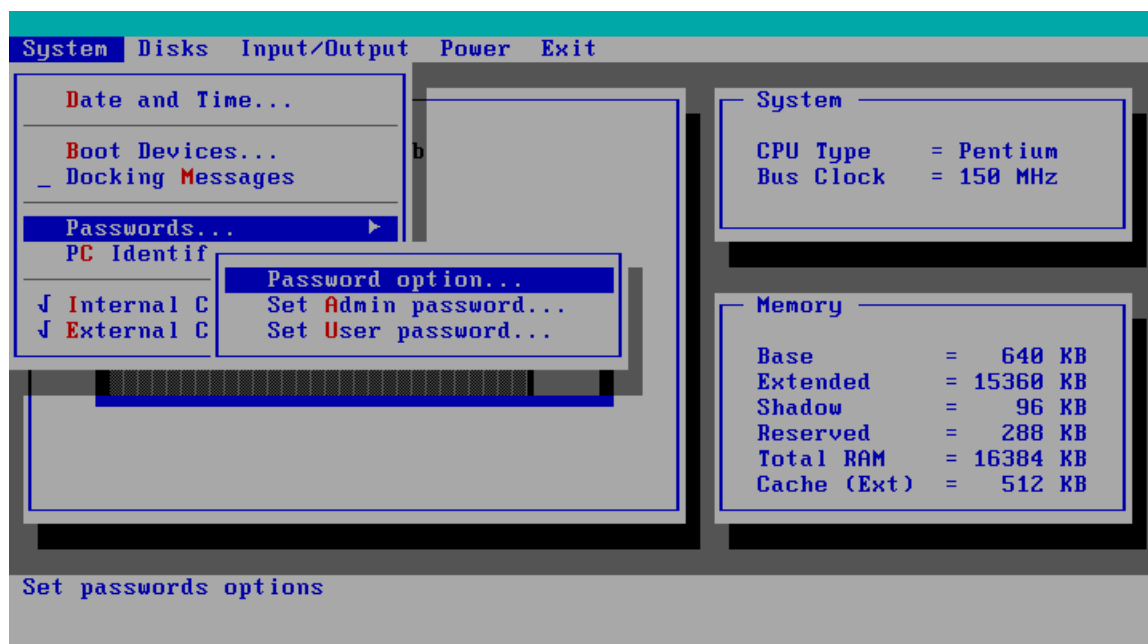 System Disks Input/Output Power Exit
Date and Time...
Boot Devices...
_ Docking Messages
Passwords...
PC Identif
√ Internal C
√ External C
Password option...
Set Admin password...
Set User password...
b
System
CPU Type = Pentium
Bus Clock = 150 MHz
Memory
Base = 640 KB
Extended = 15360 KB
Shadow = 96 KB
Reserved = 288 KB
Total RAM = 16384 KB
Cache (Ext) = 512 KB
Set passwords options